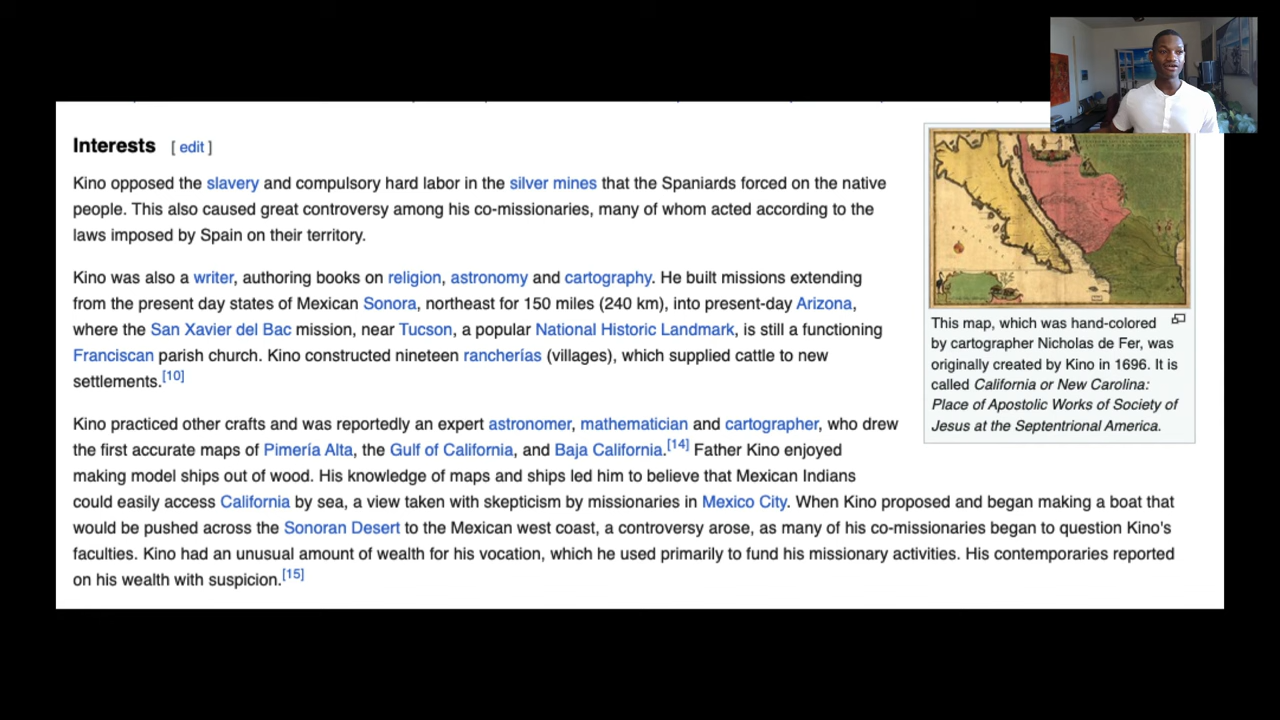 Interests [ edit ]
Kino opposed the slavery and compulsory hard labor in the silver mines that the Spaniards forced on the native
people. This also caused great controversy among his co-missionaries, many of whom acted according to the
laws imposed by Spain on their territory.
Kino was also a writer, authoring books on religion, astronomy and cartography. He built missions extending
from the present day states of Mexican Sonora, northeast for 150 miles (240 km), into present-day Arizona,
where the San Xavier del Bac mission, near Tucson, a popular National Historic Landmark, is still a functioning
Franciscan parish church. Kino constructed nineteen rancherías (villages), which supplied cattle to new
settlements.[10]
Kino practiced other crafts and was reportedly an expert astronomer, mathematician and cartographer, who drew
the first accurate maps of Pimería Alta, the Gulf of California, and Baja California.[14] Father Kino enjoyed
making model ships out of wood. His knowledge of maps and ships led him to believe that Mexican Indians
could easily access California by sea, a view taken with skepticism by missionaries in Mexico City. When Kino proposed and began making a boat that
would be pushed across the Sonoran Desert to the Mexican west coast, a controversy arose, as many of his co-missionaries began to question Kino's
faculties. Kino had an unusual amount of wealth for his vocation, which he used primarily to fund his missionary activities. His contemporaries reported
on his wealth with suspicion.[15]
This map, which was hand-colored
by cartographer Nicholas de Fer, was
originally created by Kino in 1696. It is
called California or New Carolina:
Place of Apostolic Works of Society of
Jesus at the Septentrional America.